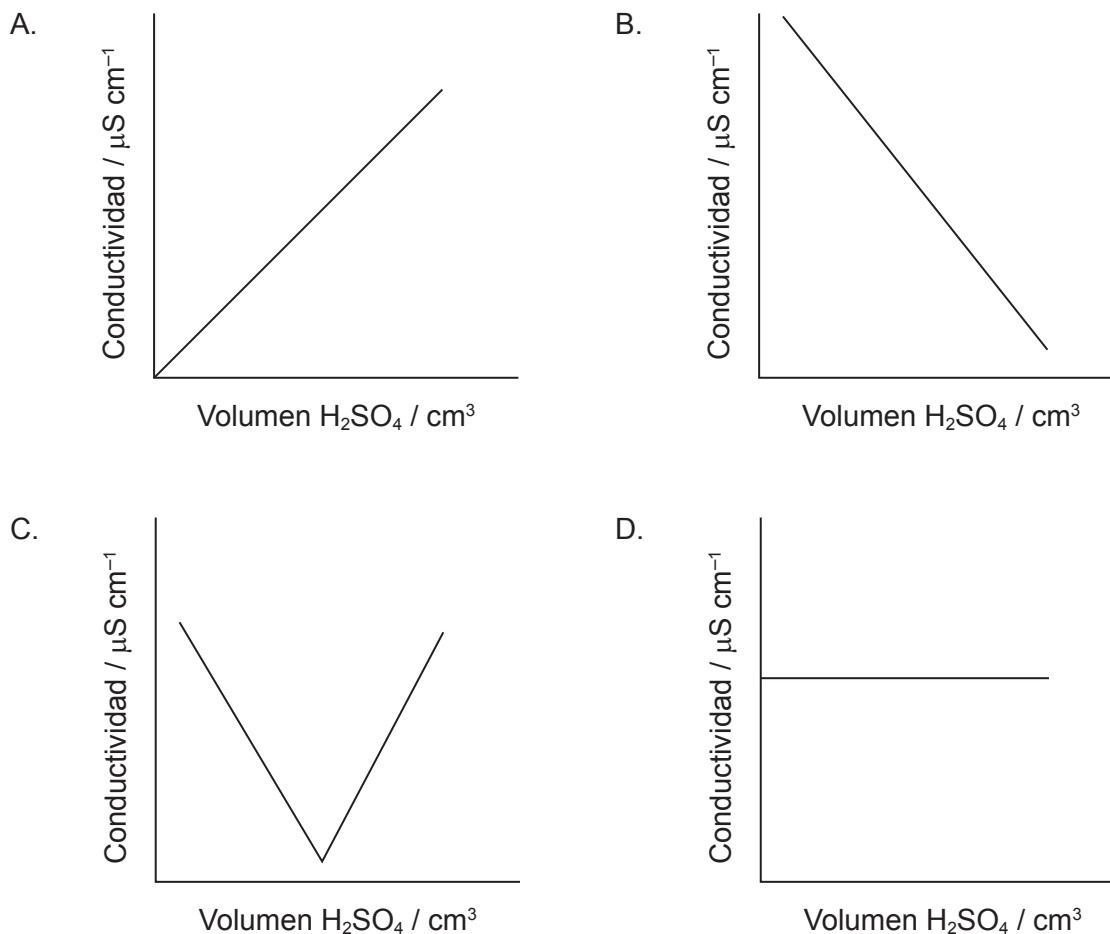 A.
Conductividad / μS cm⁻¹
Volumen H₂SO₄ / cm³
B.
Conductividad / μS cm⁻¹
Volumen H₂SO₄ / cm³
C.
Conductividad / μS cm⁻¹
Volumen H₂SO₄ / cm³
D.
Conductividad / μS cm⁻¹
Volumen H₂SO₄ / cm³